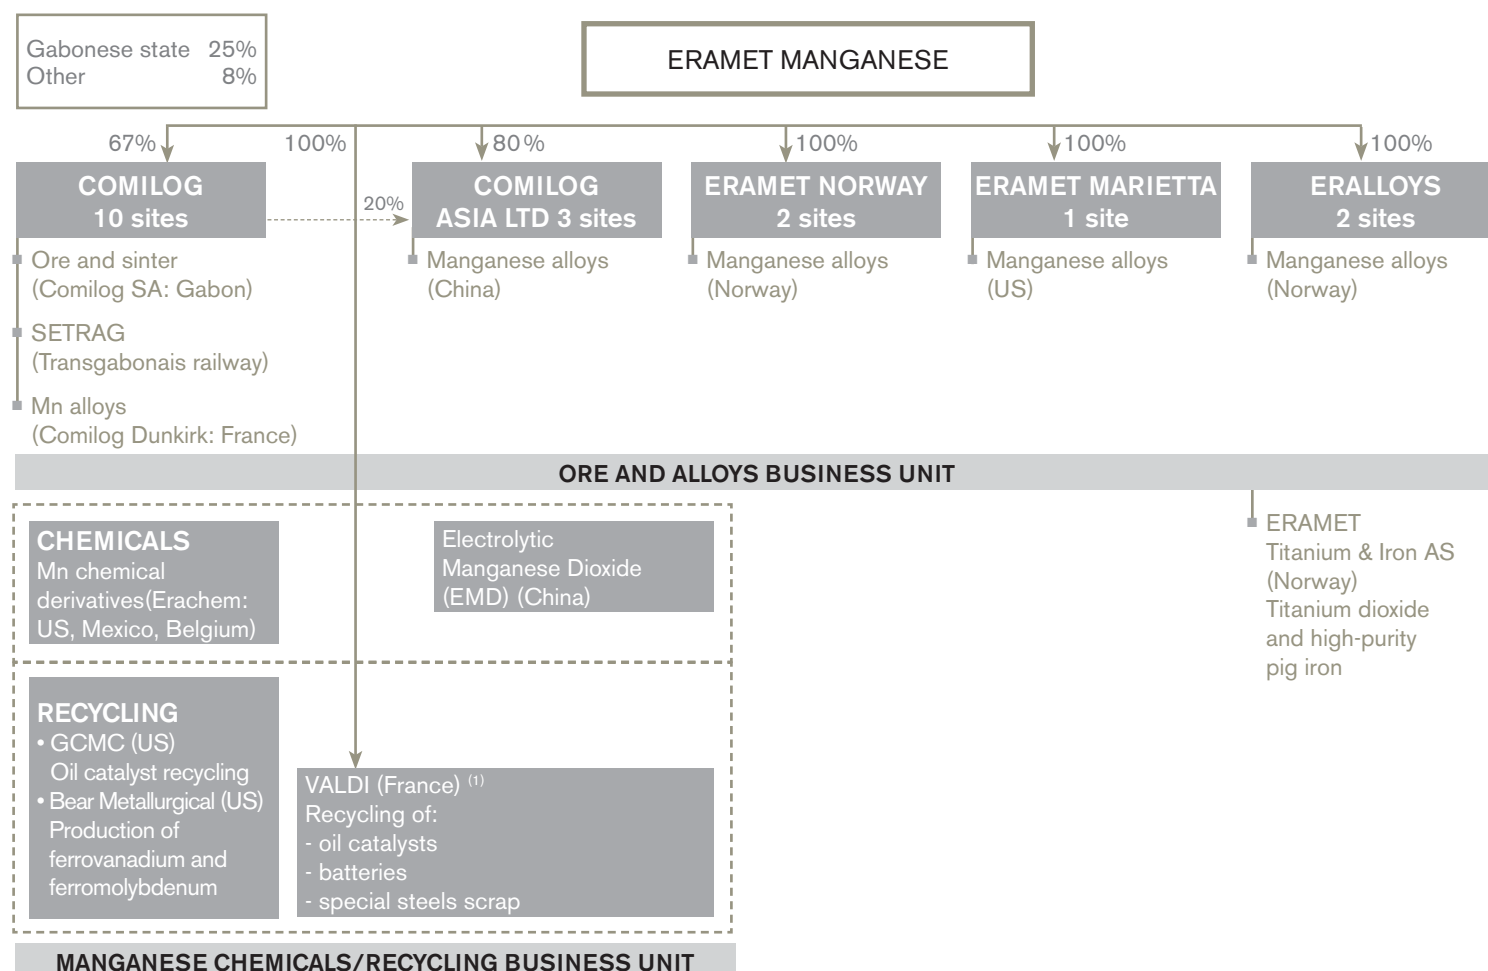 Gabonese state 25%
Other 8%
ERAMET MANGANESE
67%
100%
80%
100%
100%
100%
COMILOG
10 sites
20%
COMILOG
ASIA LTD 3 sites
ERAMET NORWAY
2 sites
ERAMET MARIETTA
1 site
ERALLOYS
2 sites
Ore and sinter
(Comilog SA: Gabon)
SETRAG
(Transgabonais railway)
Mn alloys
(Comilog Dunkirk: France)
Manganese alloys
(China)
Manganese alloys
(Norway)
Manganese alloys
(US)
Manganese alloys
(Norway)
ORE AND ALLOYS BUSINESS UNIT
CHEMICALS
Mn chemical
derivatives(Erachem:
US, Mexico, Belgium)
Electrolytic
Manganese Dioxide
(EMD) (China)
ERAMET
Titanium & Iron AS
(Norway)
Titanium dioxide
and high-purity
pig iron
RECYCLING
• GCMC (US)
Oil catalyst recycling
• Bear Metallurgical (US)
Production of
ferrovanadium and
ferromolybdenum
VALDI (France) (1)
Recycling of:
- oil catalysts
- batteries
- special steels scrap
MANGANESE CHEMICALS/RECYCLING BUSINESS UNIT